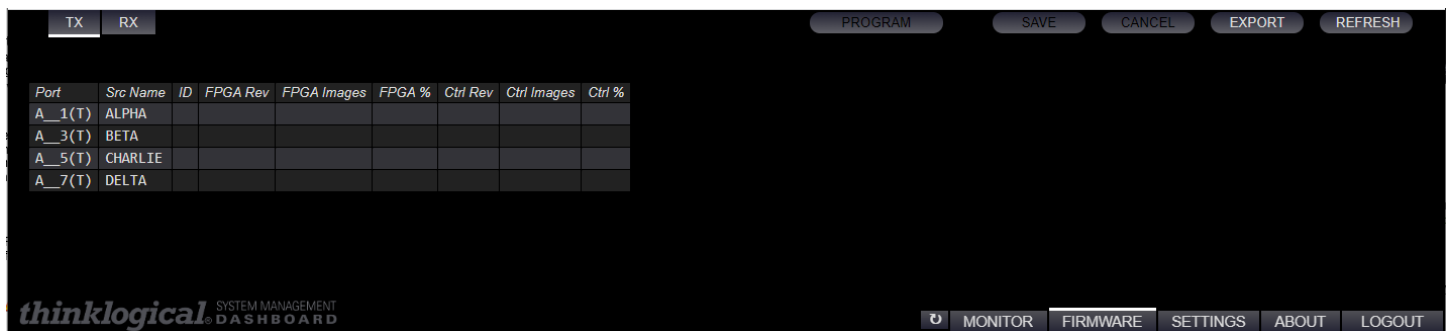 TX RX PROGRAM SAVE CANCEL EXPORT REFRESH
Port Src Name ID FPGA Rev FPGA Images FPGA % Ctrl Rev Ctrl Images Ctrl %
A__1(T) ALPHA
A__3(T) BETA
A__5(T) CHARLIE
A__7(T) DELTA
thinklogical® SYSTEM MANAGEMENT
DASHBOARD
↻ MONITOR FIRMWARE SETTINGS ABOUT LOGOUT